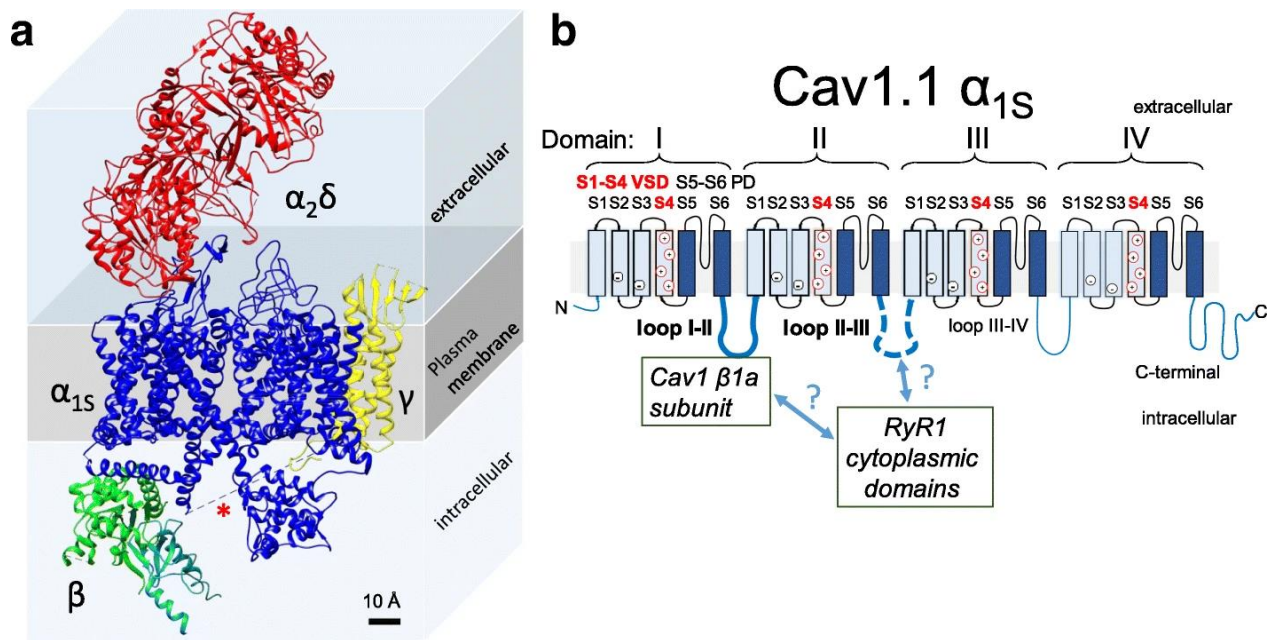 a
extracellular
α2δ
Plasma
membrane
α1S
γ
intracellular
*
β
10 Å
b
Cav1.1 α1S
extracellular
Domain: I II III IV
S1-S4 VSD S5-S6 PD
S1 S2 S3 S4 S5 S6 S1 S2 S3 S4 S5 S6 S1 S2 S3 S4 S5 S6 S1 S2 S3 S4 S5 S6
N
C
loop I-II loop II-III loop III-IV
C-terminal
intracellular
Cav1 β1a
subunit
?
?
RyR1
cytoplasmic
domains